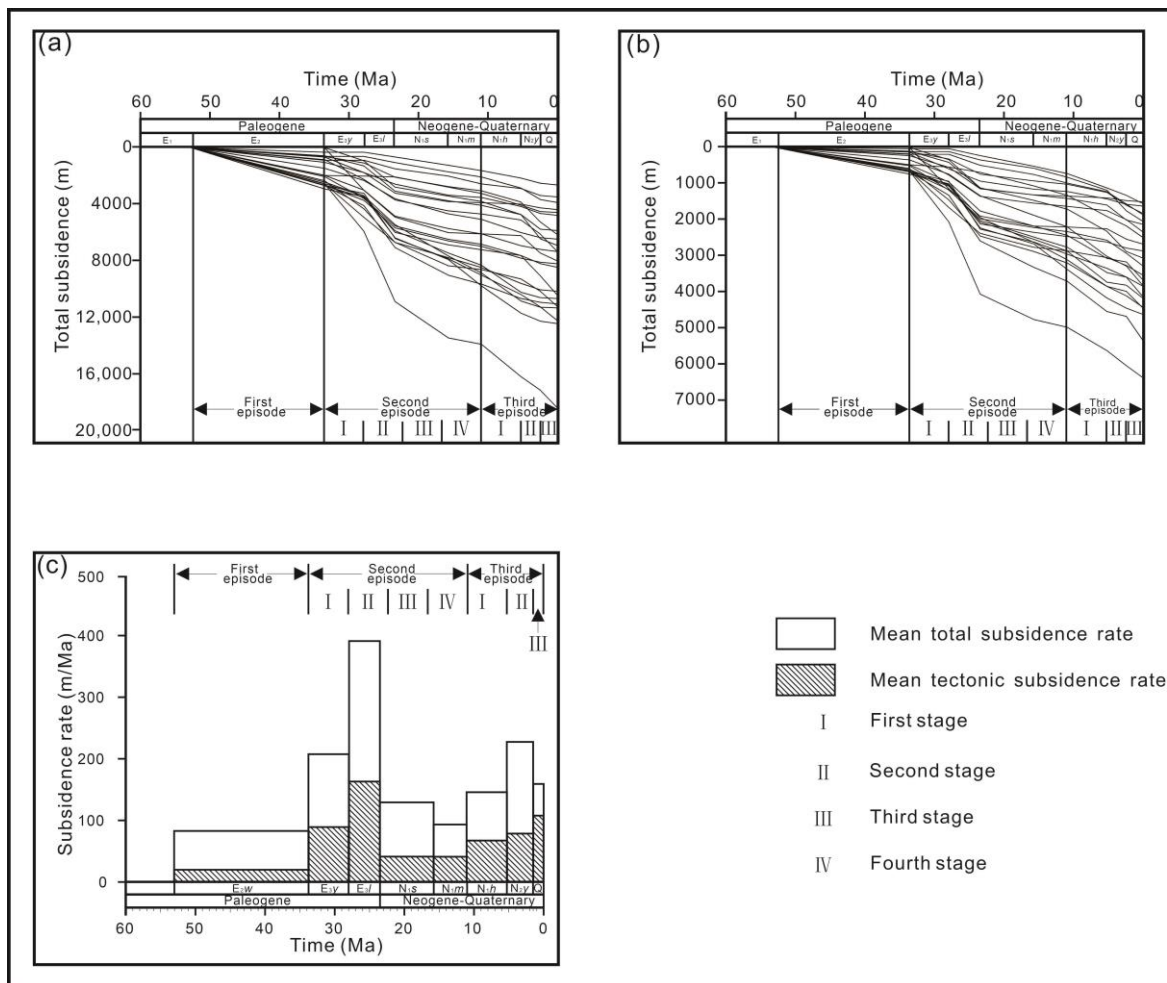 (a)
Time (Ma)
60 50 40 30 20 10 0
Paleogene Neogene-Quaternary
E₁ E₂ E₃y E₃l N₁s N₁m N₁h N₂y Q
Total subsidence (m)
0
4000
8000
12,000
16,000
20,000
First episode
Second episode
Third episode
I II III IV I II III
(b)
Time (Ma)
60 50 40 30 20 10 0
Paleogene Neogene-Quaternary
E₁ E₂ E₃y E₃l N₁s N₁m N₁h N₂y Q
Total subsidence (m)
0
1000
2000
3000
4000
5000
6000
7000
First episode
Second episode
Third episode
I II III IV I II III
(c)
First episode
Second episode
Third episode
I II III IV I II
III
Subsidence rate (m/Ma)
500
400
300
200
100
0
E₂w E₃y E₃l N₁s N₁m N₁h N₂y Q
Paleogene Neogene-Quaternary
60 50 40 30 20 10 0
Time (Ma)
Mean total subsidence rate
Mean tectonic subsidence rate
I First stage
II Second stage
III Third stage
IV Fourth stage